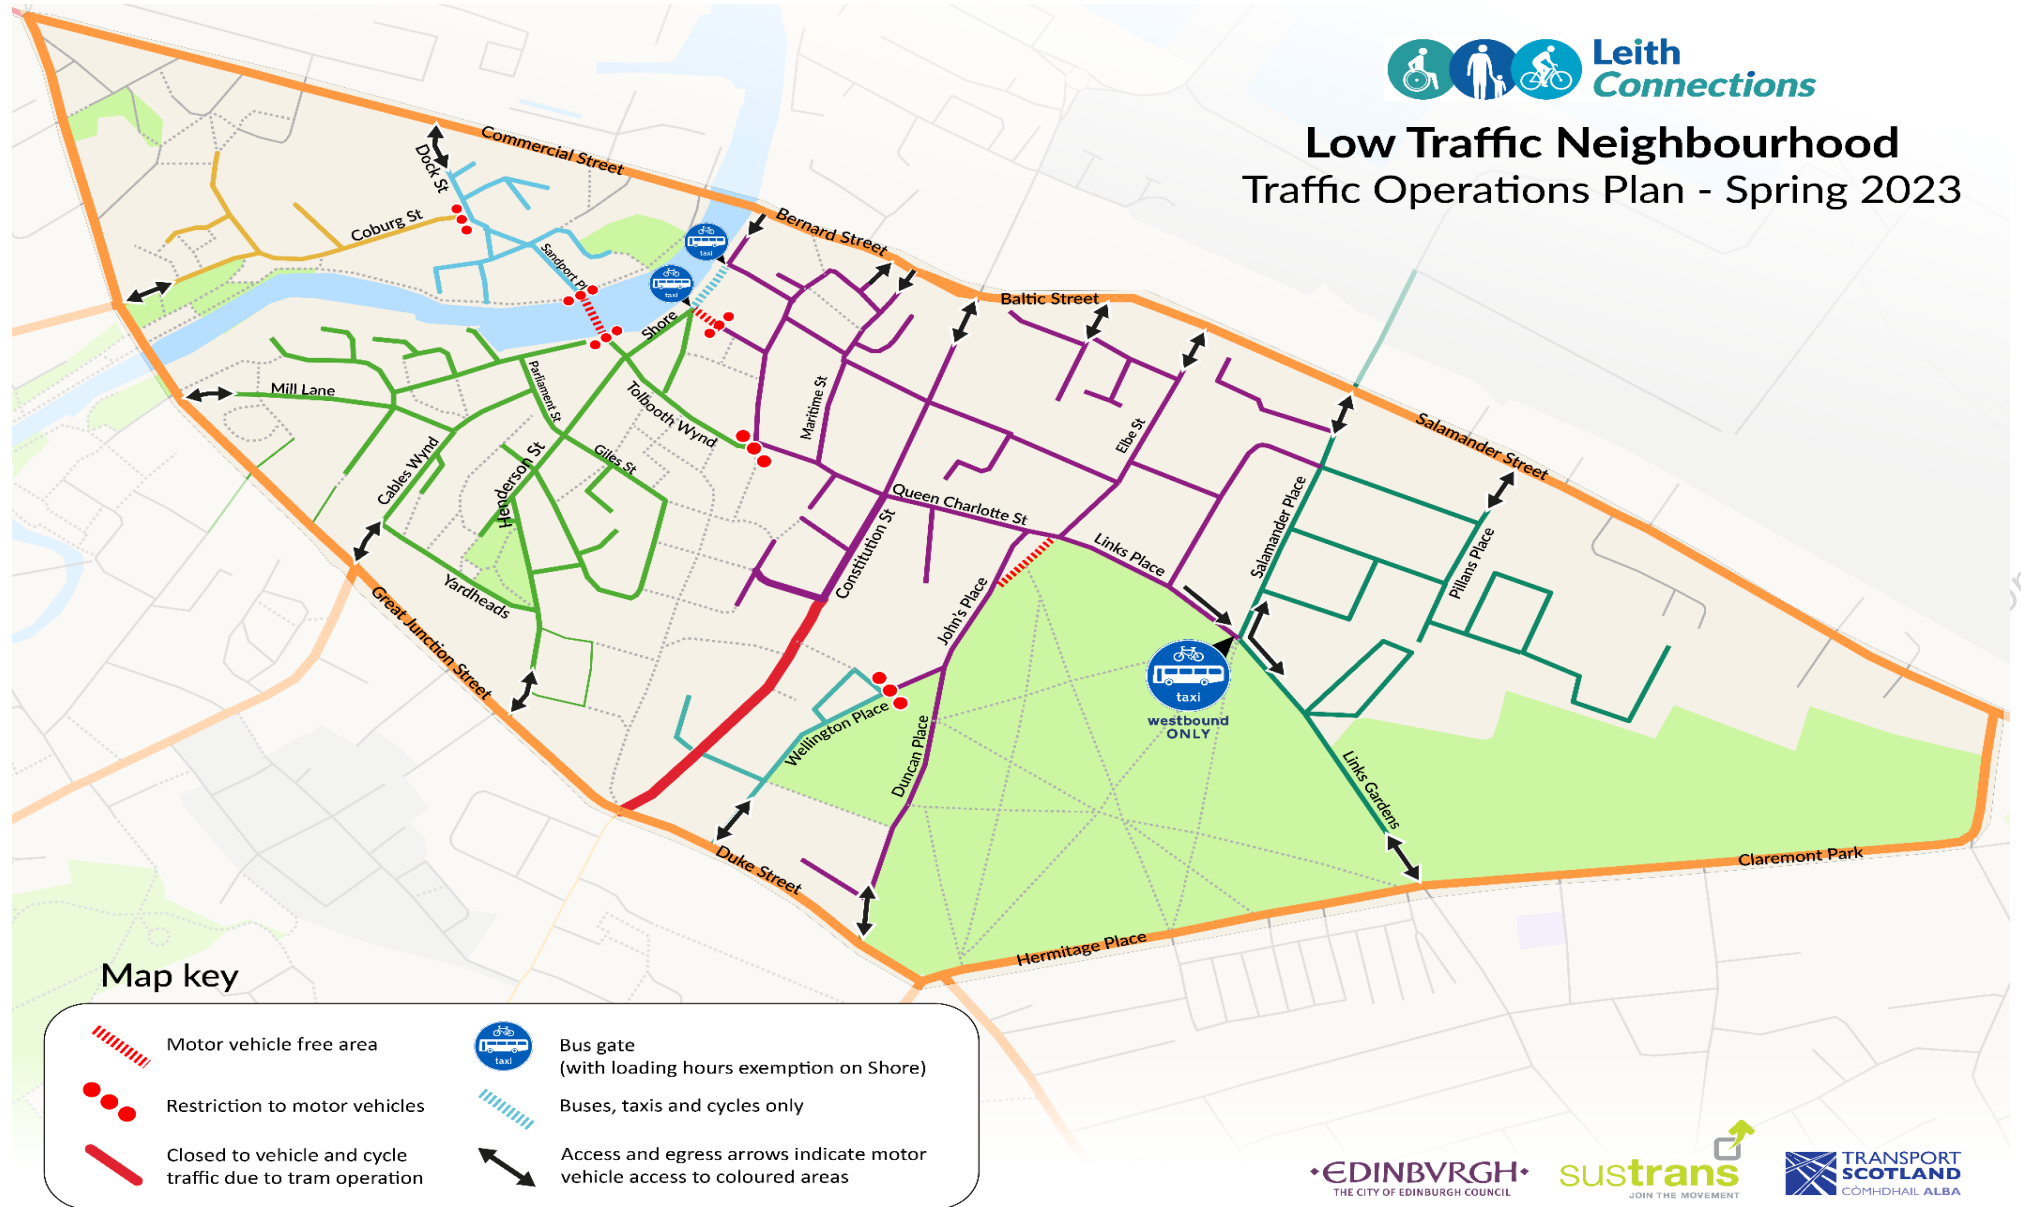 Leith
Connections
Low Traffic Neighbourhood
Traffic Operations Plan - Spring 2023
Commercial Street
Dock St
Coburg St
Sandport Pl
taxi
taxi
Bernard Street
Baltic Street
Shore
Mill Lane
Parliament St
Tolbooth Wynd
Maritime St
Elbe St
Salamander Street
Cables Wynd
Henderson St
Giles St
Queen Charlotte St
Constitution St
Links Place
Salamander Place
Pillans Place
Yardheads
Great Junction Street
John's Place
taxi
westbound
ONLY
Wellington Place
Duncan Place
Links Gardens
Duke Street
Claremont Park
Hermitage Place
Map key
Motor vehicle free area
Restriction to motor vehicles
Closed to vehicle and cycle
traffic due to tram operation
taxi
Bus gate
(with loading hours exemption on Shore)
Buses, taxis and cycles only
Access and egress arrows indicate motor
vehicle access to coloured areas
•EDINBVRGH•
THE CITY OF EDINBURGH COUNCIL
sustrans
JOIN THE MOVEMENT
TRANSPORT
SCOTLAND
CÒMHDHAIL ALBA